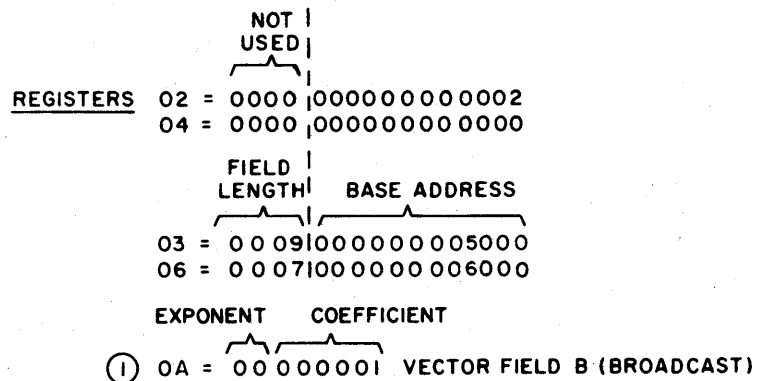 NOT
USED
REGISTERS 02 = 0000 000000000002
04 = 0000 000000000000
FIELD
LENGTH BASE ADDRESS
03 = 0009 000000005000
06 = 0007 000000006000
EXPONENT COEFFICIENT
1 0A = 00 000001 VECTOR FIELD B (BROADCAST)